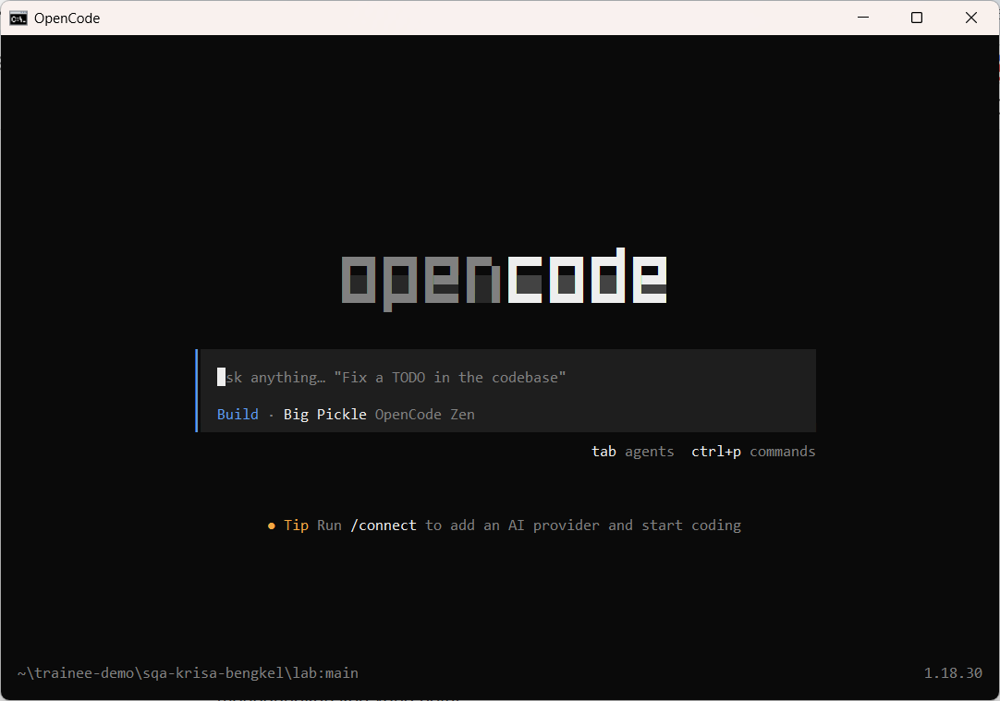 OpenCode
opencode
Ask anything… "Fix a TODO in the codebase"
Build · Big Pickle OpenCode Zen
tab agents ctrl+p commands
● Tip Run /connect to add an AI provider and start coding
~\trainee-demo\sqa-krisa-bengkel\lab:main
1.18.30